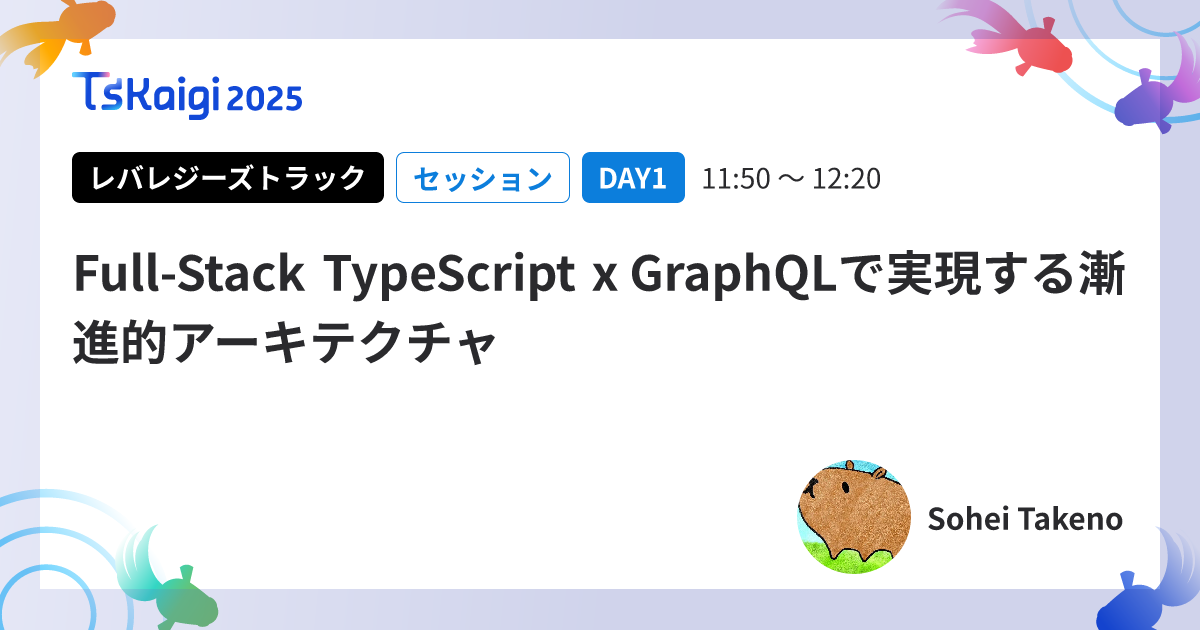 TsKaigi 2025
レバレジーズトラック セッション DAY1 11:50 〜 12:20
Full-Stack TypeScript x GraphQLで実現する漸
進的アーキテクチャ
Sohei Takeno